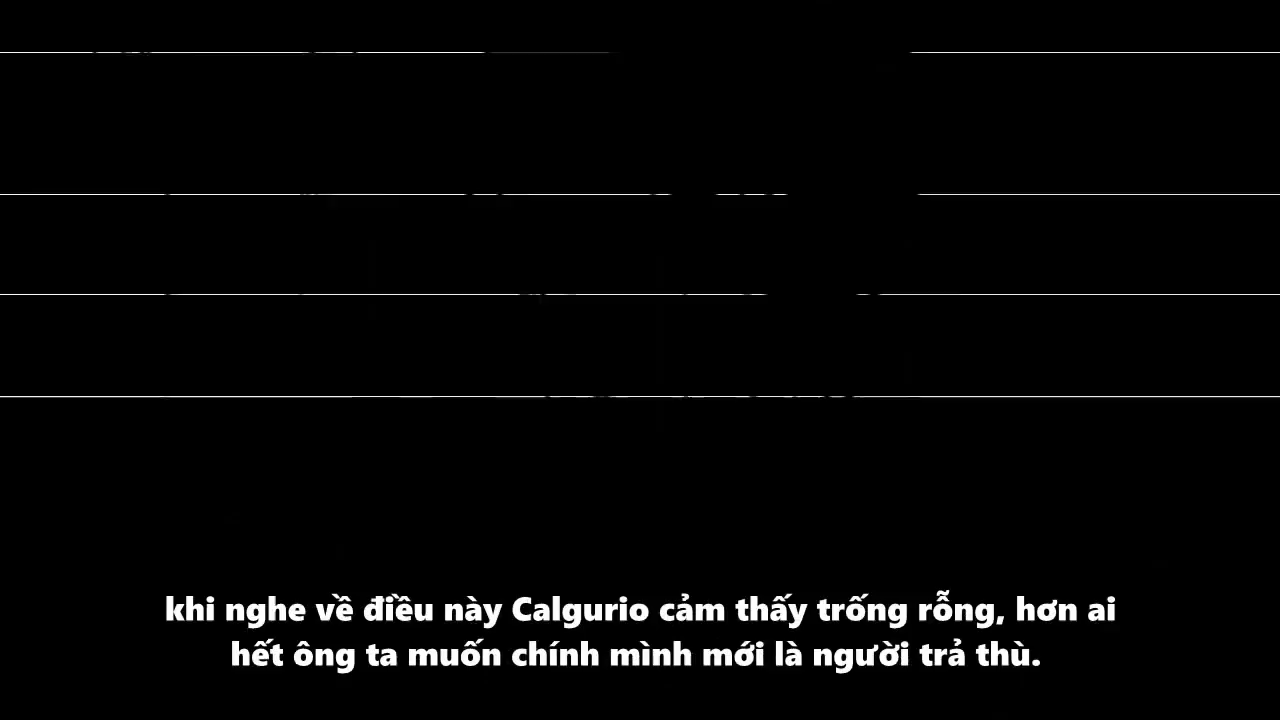 khi nghe về điều này Calgurio cảm thấy trống rỗng, hơn ai
hết ông ta muốn chính mình mới là người trả thù.